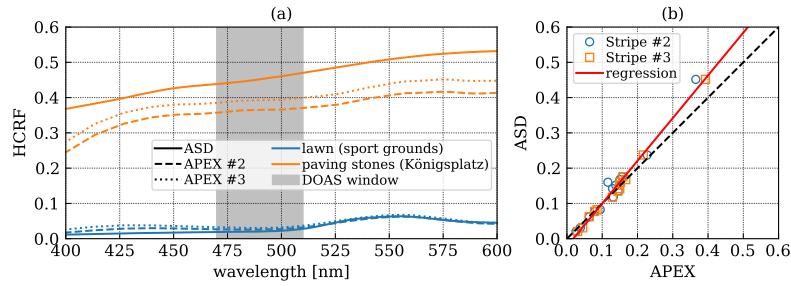 (a)
HCRF
0.6
0.5
0.4
0.3
0.2
0.1
0.0
ASD
APEX #2
APEX #3
lawn (sport grounds)
paving stones (Königsplatz)
DOAS window
400 425 450 475 500 525 550 575 600
wavelength [nm]
(b)
ASD
0.6
0.5
0.4
0.3
0.2
0.1
0.0
Stripe #2
Stripe #3
regression
0.0 0.1 0.2 0.3 0.4 0.5 0.6
APEX